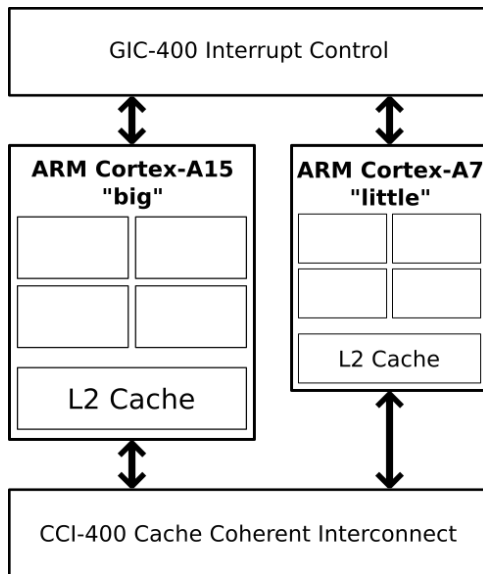 GIC-400 Interrupt Control
ARM Cortex-A15
"big"
L2 Cache
ARM Cortex-A7
"little"
L2 Cache
CCI-400 Cache Coherent Interconnect